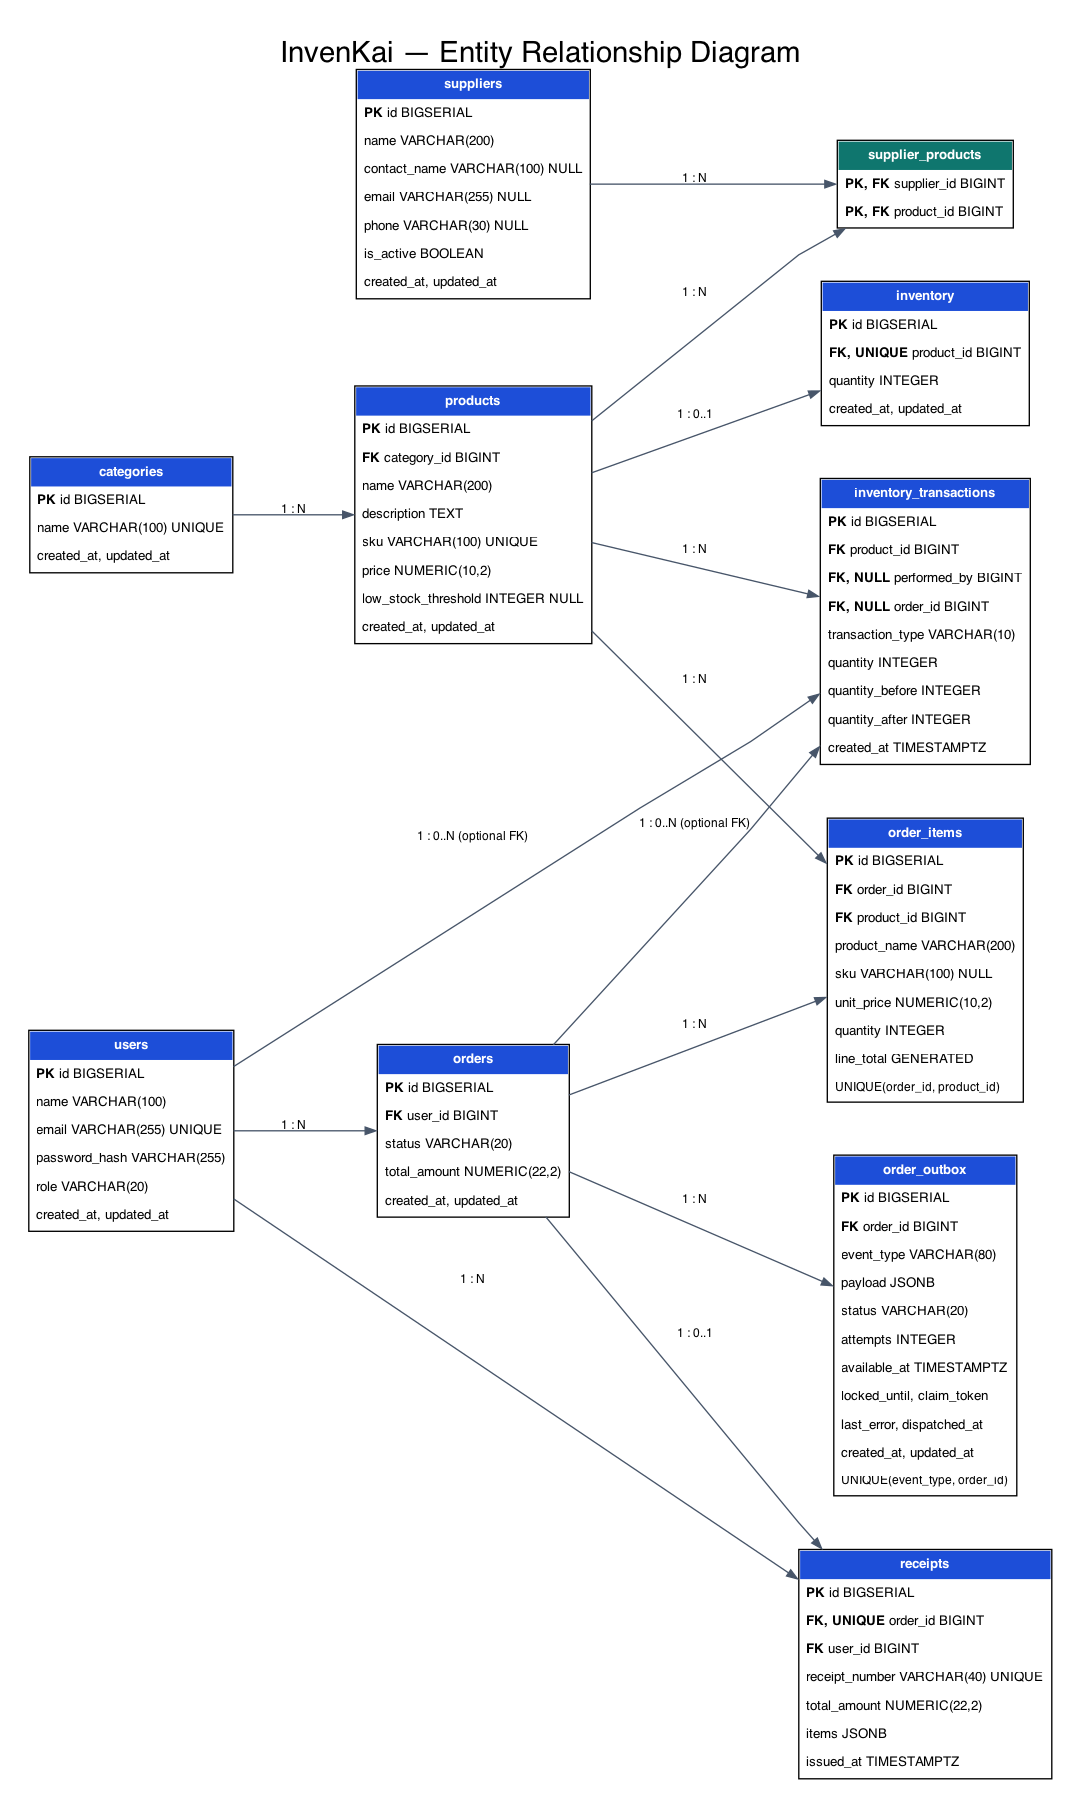 InvenKai — Entity Relationship Diagram
suppliers
PK id BIGSERIAL
name VARCHAR(200)
contact_name VARCHAR(100) NULL
email VARCHAR(255) NULL
phone VARCHAR(30) NULL
is_active BOOLEAN
created_at, updated_at
1 : N
supplier_products
PK, FK supplier_id BIGINT
PK, FK product_id BIGINT
1 : N
inventory
PK id BIGSERIAL
FK, UNIQUE product_id BIGINT
quantity INTEGER
created_at, updated_at
1 : 0..1
products
PK id BIGSERIAL
FK category_id BIGINT
name VARCHAR(200)
description TEXT
sku VARCHAR(100) UNIQUE
price NUMERIC(10,2)
low_stock_threshold INTEGER NULL
created_at, updated_at
categories
PK id BIGSERIAL
name VARCHAR(100) UNIQUE
created_at, updated_at
1 : N
1 : N
inventory_transactions
PK id BIGSERIAL
FK product_id BIGINT
FK, NULL performed_by BIGINT
FK, NULL order_id BIGINT
transaction_type VARCHAR(10)
quantity INTEGER
quantity_before INTEGER
quantity_after INTEGER
created_at TIMESTAMPTZ
1 : N
1 : 0..N (optional FK)
1 : 0..N (optional FK)
order_items
PK id BIGSERIAL
FK order_id BIGINT
FK product_id BIGINT
product_name VARCHAR(200)
sku VARCHAR(100) NULL
unit_price NUMERIC(10,2)
quantity INTEGER
line_total GENERATED
UNIQUE(order_id, product_id)
1 : N
users
PK id BIGSERIAL
name VARCHAR(100)
email VARCHAR(255) UNIQUE
password_hash VARCHAR(255)
role VARCHAR(20)
created_at, updated_at
1 : N
orders
PK id BIGSERIAL
FK user_id BIGINT
status VARCHAR(20)
total_amount NUMERIC(22,2)
created_at, updated_at
1 : N
order_outbox
PK id BIGSERIAL
FK order_id BIGINT
event_type VARCHAR(80)
payload JSONB
status VARCHAR(20)
attempts INTEGER
available_at TIMESTAMPTZ
locked_until, claim_token
last_error, dispatched_at
created_at, updated_at
UNIQUE(event_type, order_id)
1 : N
1 : 0..1
receipts
PK id BIGSERIAL
FK, UNIQUE order_id BIGINT
FK user_id BIGINT
receipt_number VARCHAR(40) UNIQUE
total_amount NUMERIC(22,2)
items JSONB
issued_at TIMESTAMPTZ